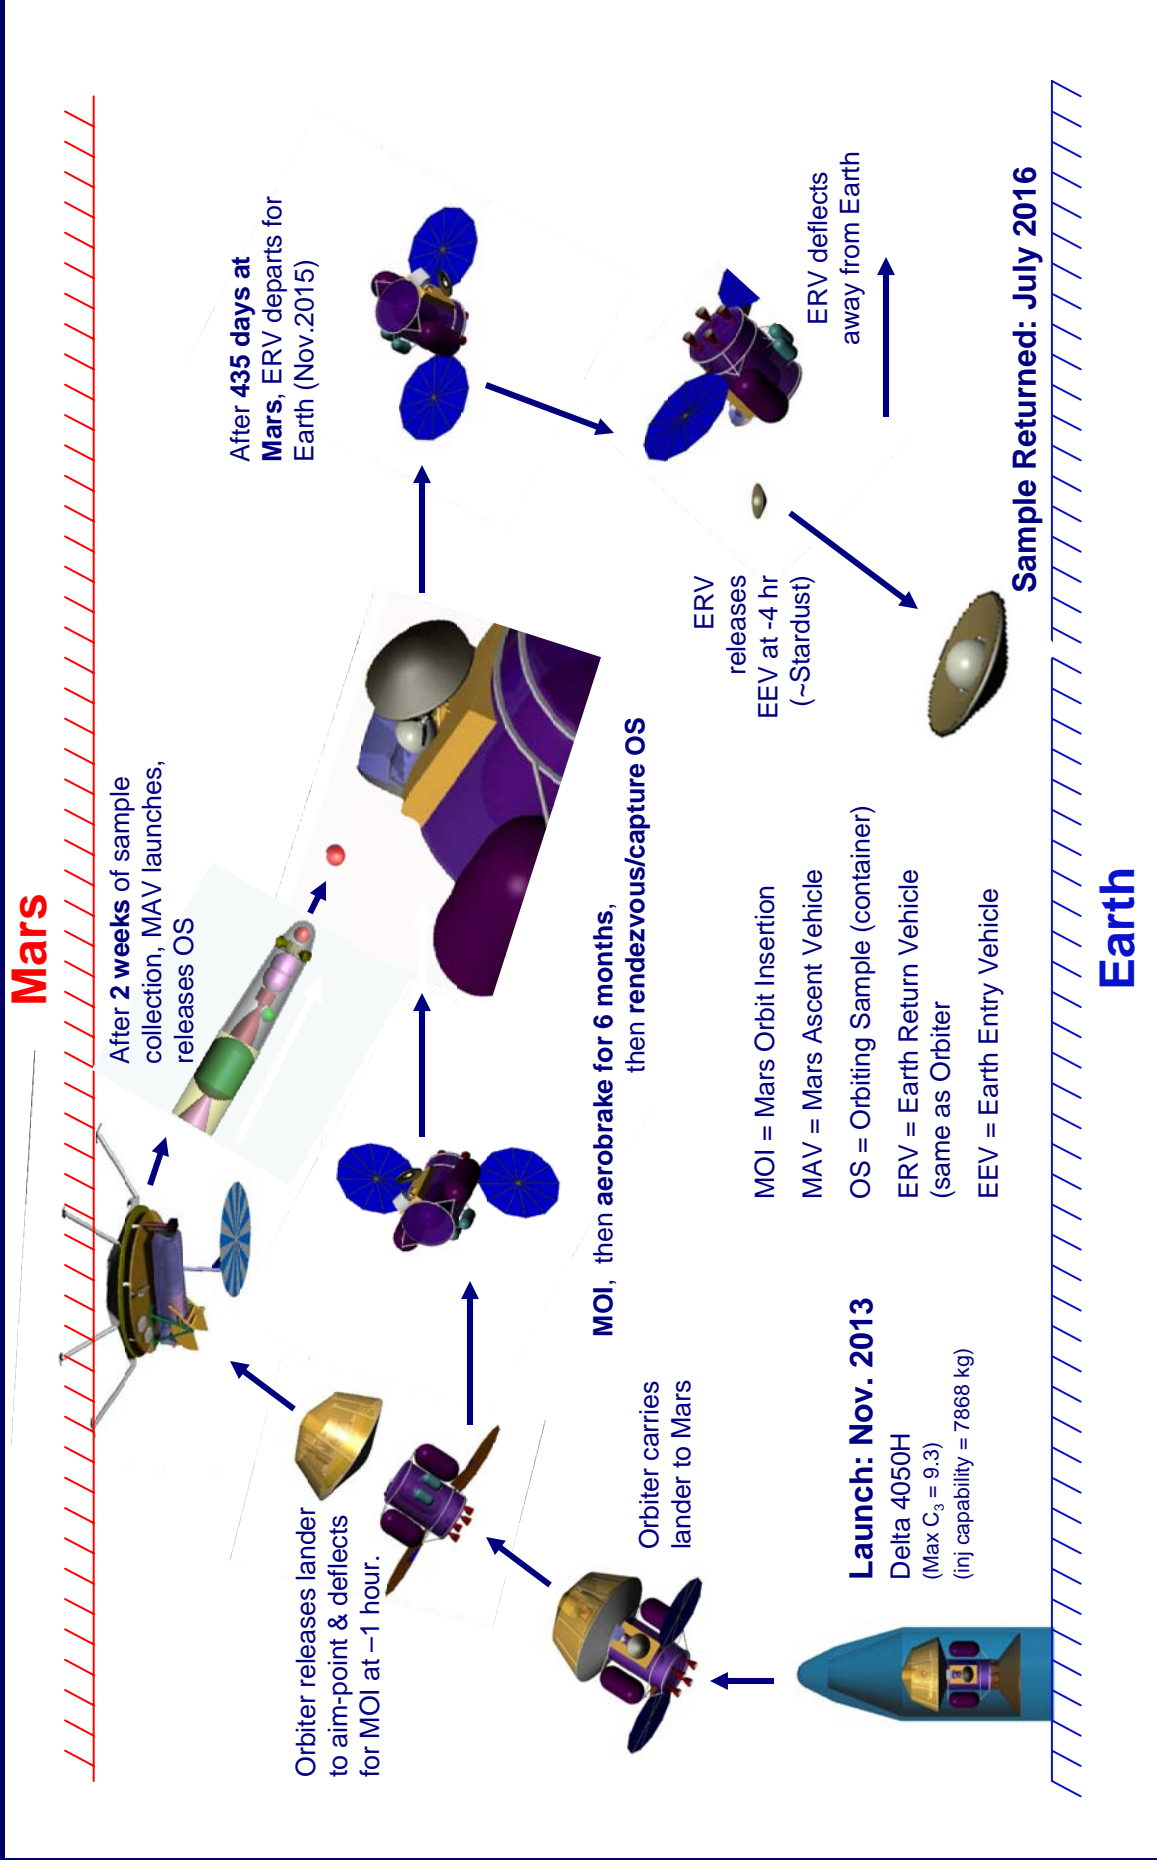 Mars
After 2 weeks of sample
collection, MAV launches,
releases OS
After 435 days at
Mars, ERV departs for
Earth (Nov.2015)
Orbiter releases lander
to aim-point & deflects
for MOI at –1 hour.
MOI, then aerobrake for 6 months,
then rendezvous/capture OS
Orbiter carries
lander to Mars
ERV
releases
EEV at -4 hr
(~Stardust)
ERV deflects
away from Earth
MOI = Mars Orbit Insertion
MAV = Mars Ascent Vehicle
OS = Orbiting Sample (container)
ERV = Earth Return Vehicle
(same as Orbiter)
EEV = Earth Entry Vehicle
Launch: Nov. 2013
Delta 4050H
(Max C₃ = 9.3)
(inj capability = 7868 kg)
Sample Returned: July 2016
Earth